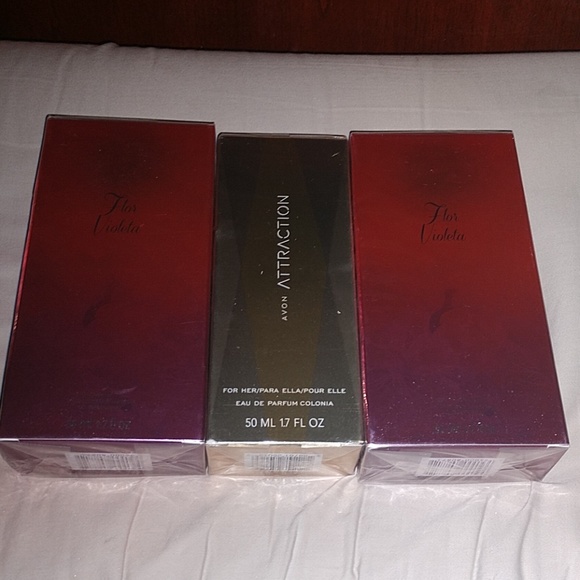 Flor
Violeta
AVON ATTRACTION
FOR HER/PARA ELLA/POUR ELLE
EAU DE PARFUM COLONIA
50 ML 1.7 FL OZ
Flor
Violeta